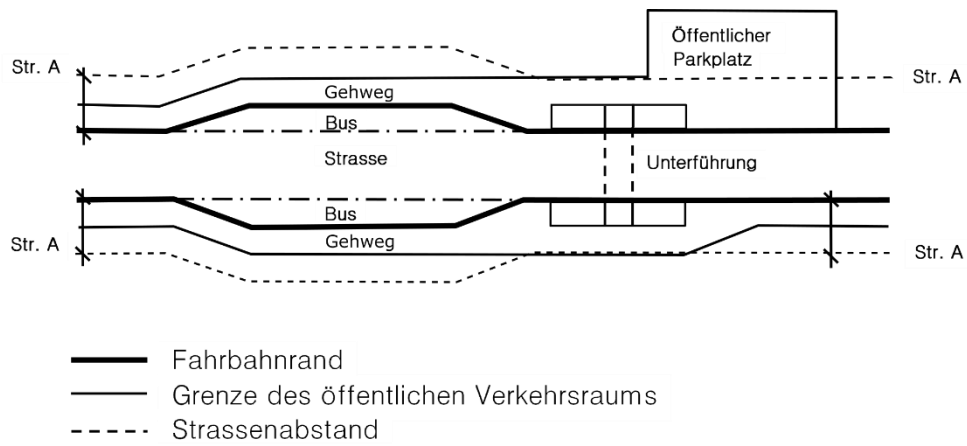 Öffentlicher
Parkplatz
Str. A
Str. A
Gehweg
Bus
Strasse
Unterführung
Bus
Gehweg
Str. A
Str. A
Fahrbahnrand
Grenze des öffentlichen Verkehrsraums
Strassenabstand